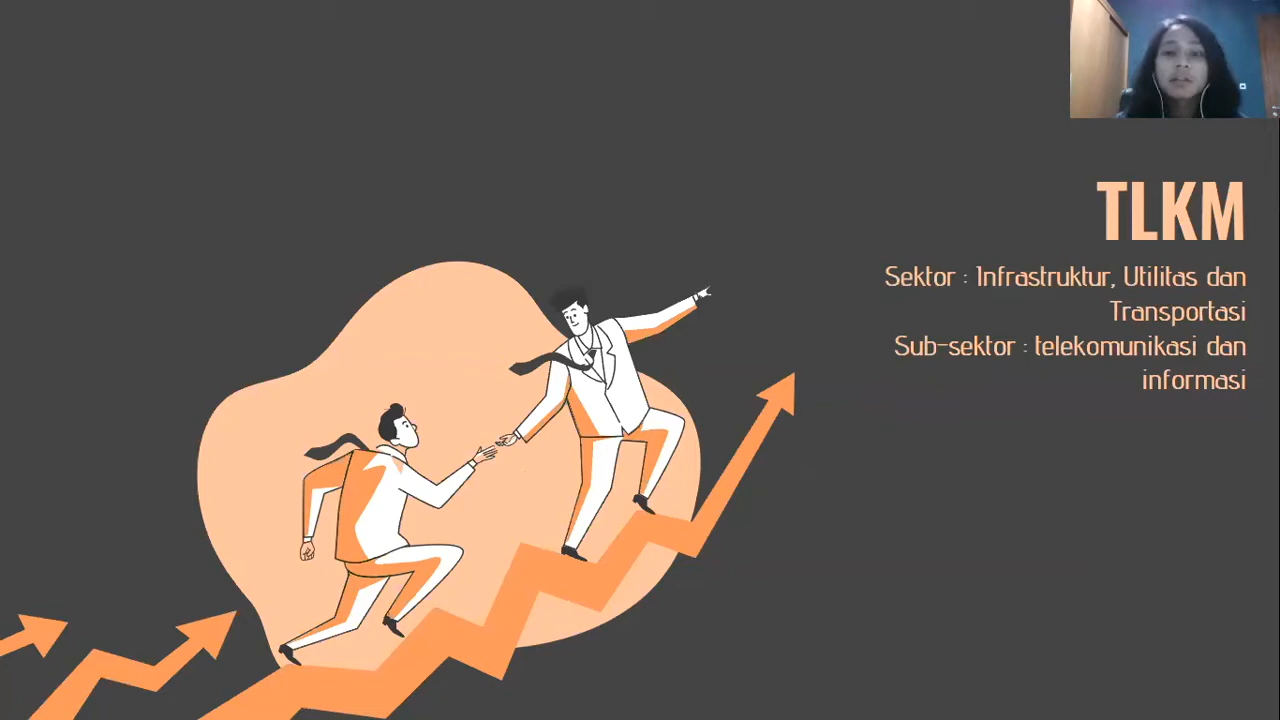 TLKM
Sektor : Infrastruktur, Utilitas dan
Transportasi
Sub-sektor : telekomunikasi dan
informasi